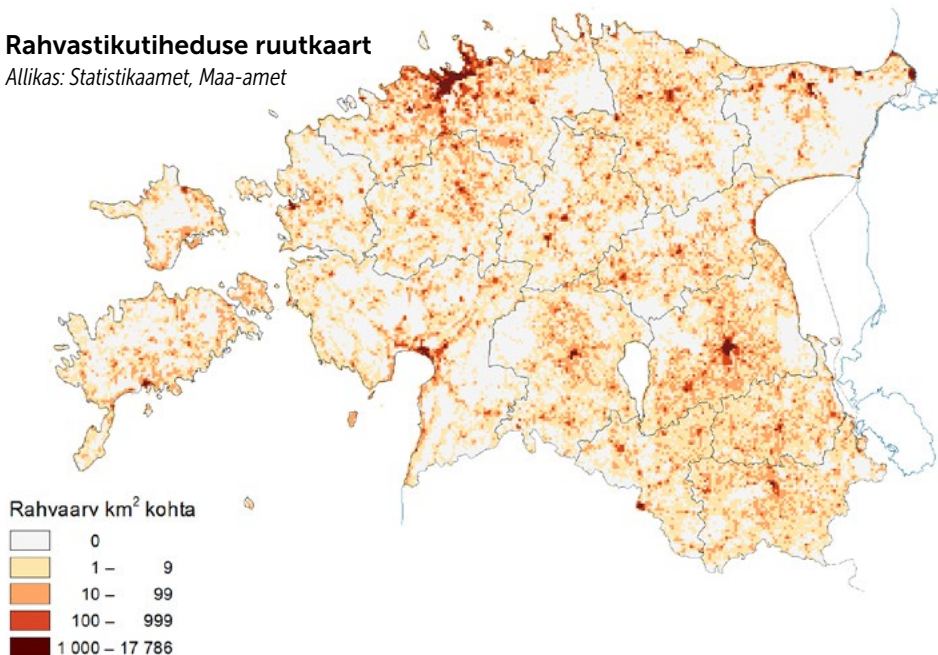 Rahvastikutiheduse ruutkaart
Allikas: Statistikaamet, Maa-amet
Rahvaarv km² kohta
0
1 – 9
10 – 99
100 – 999
1 000 – 17 786